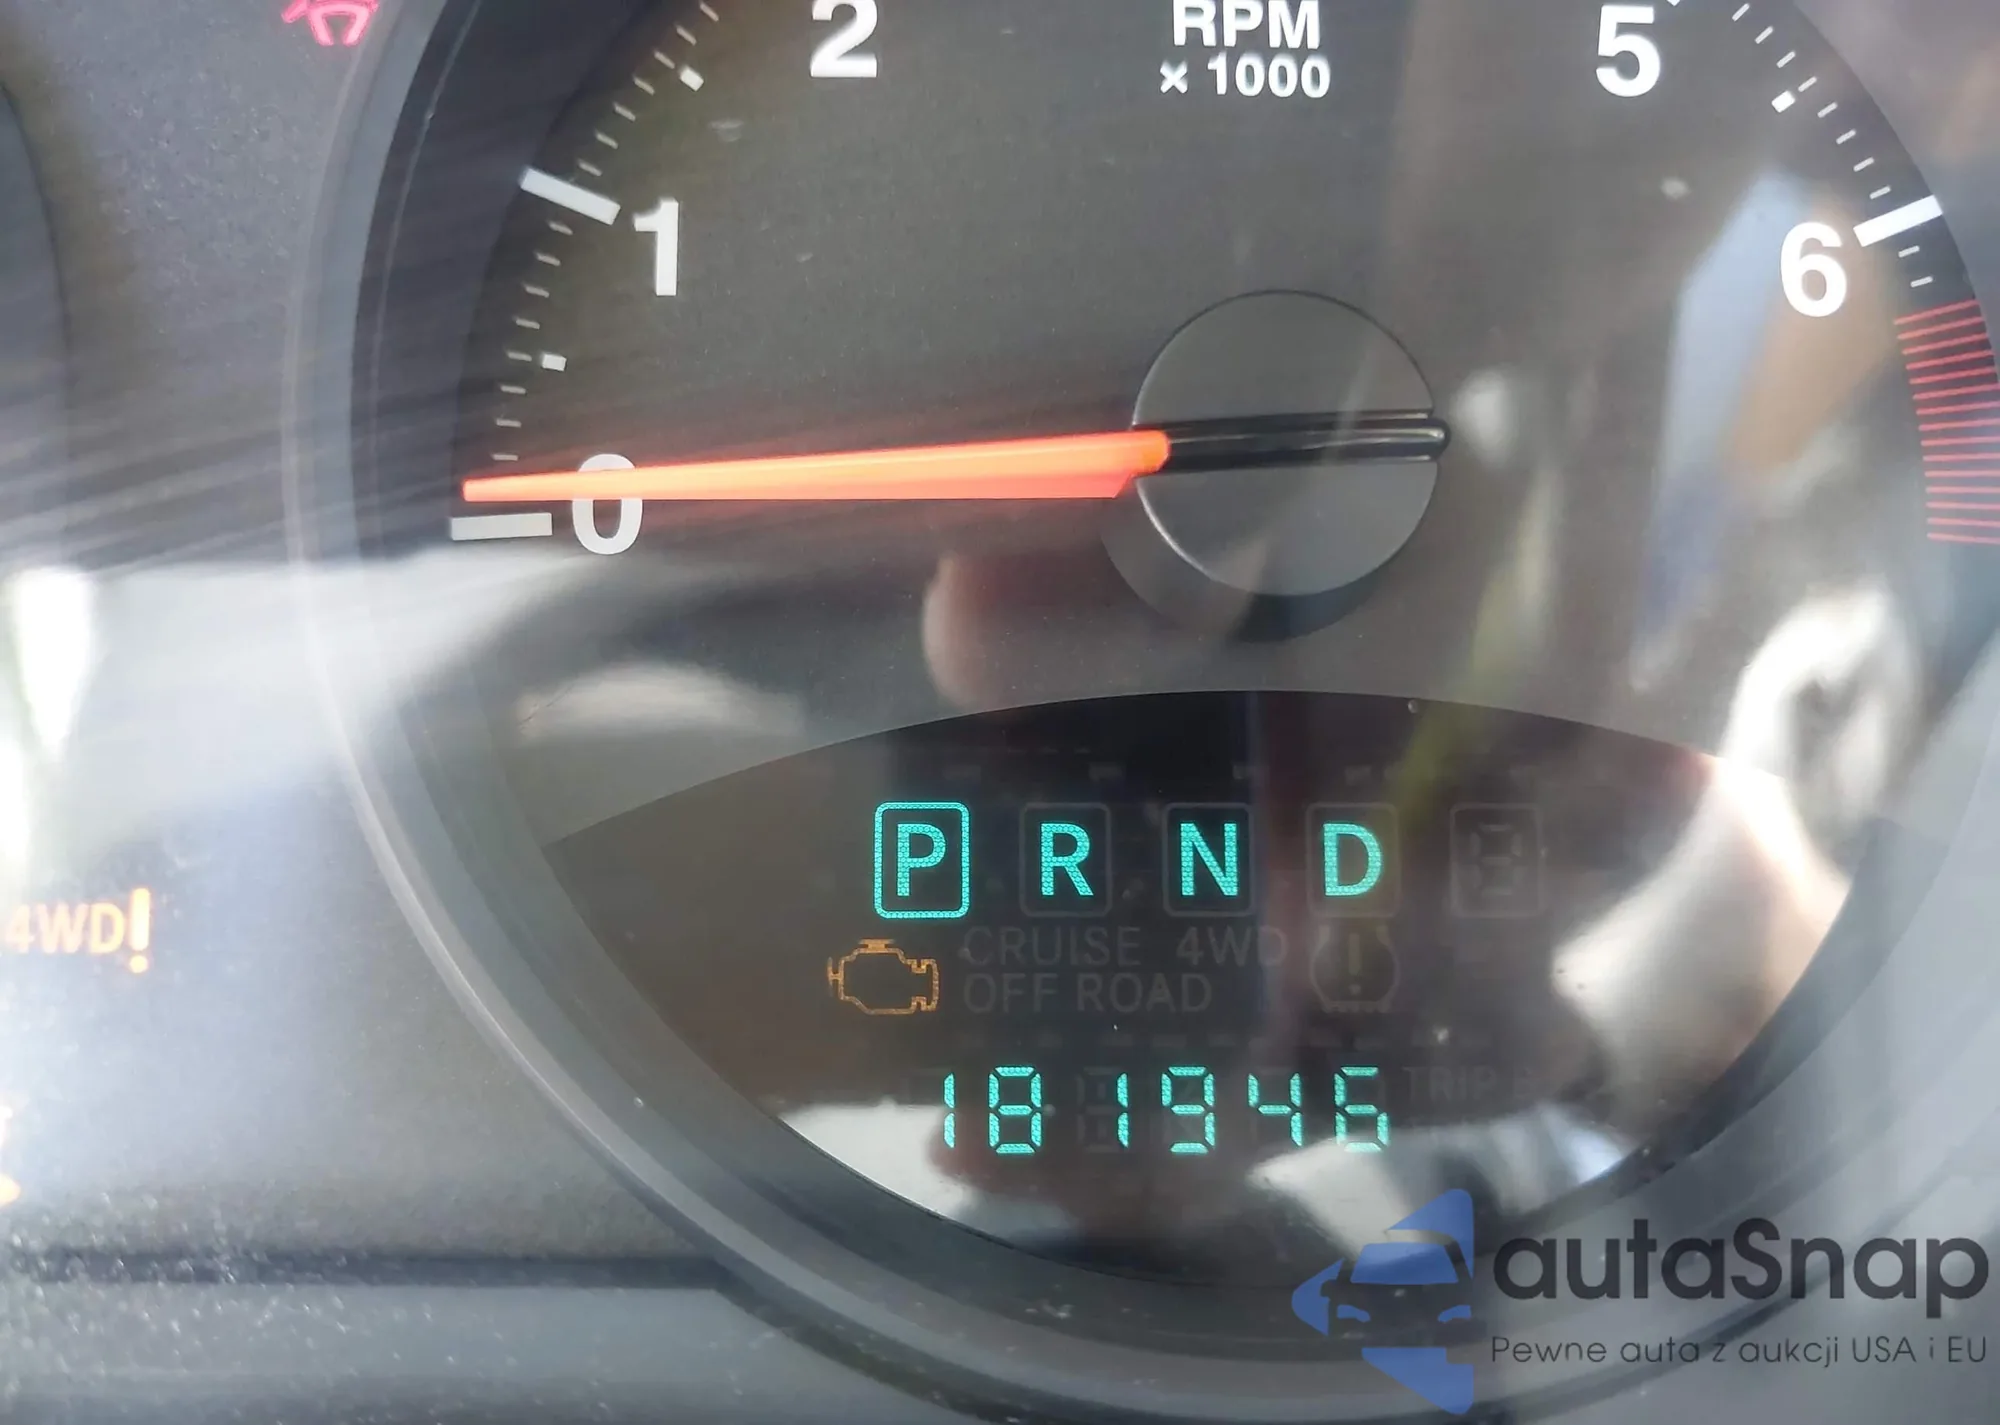 2
RPM
5
x 1000
1
6
0
P R N D
4WD!
CRUISE 4WD
OFF ROAD
181946
TRIP
autaSnap
Pewne auta z aukcji USA i EU